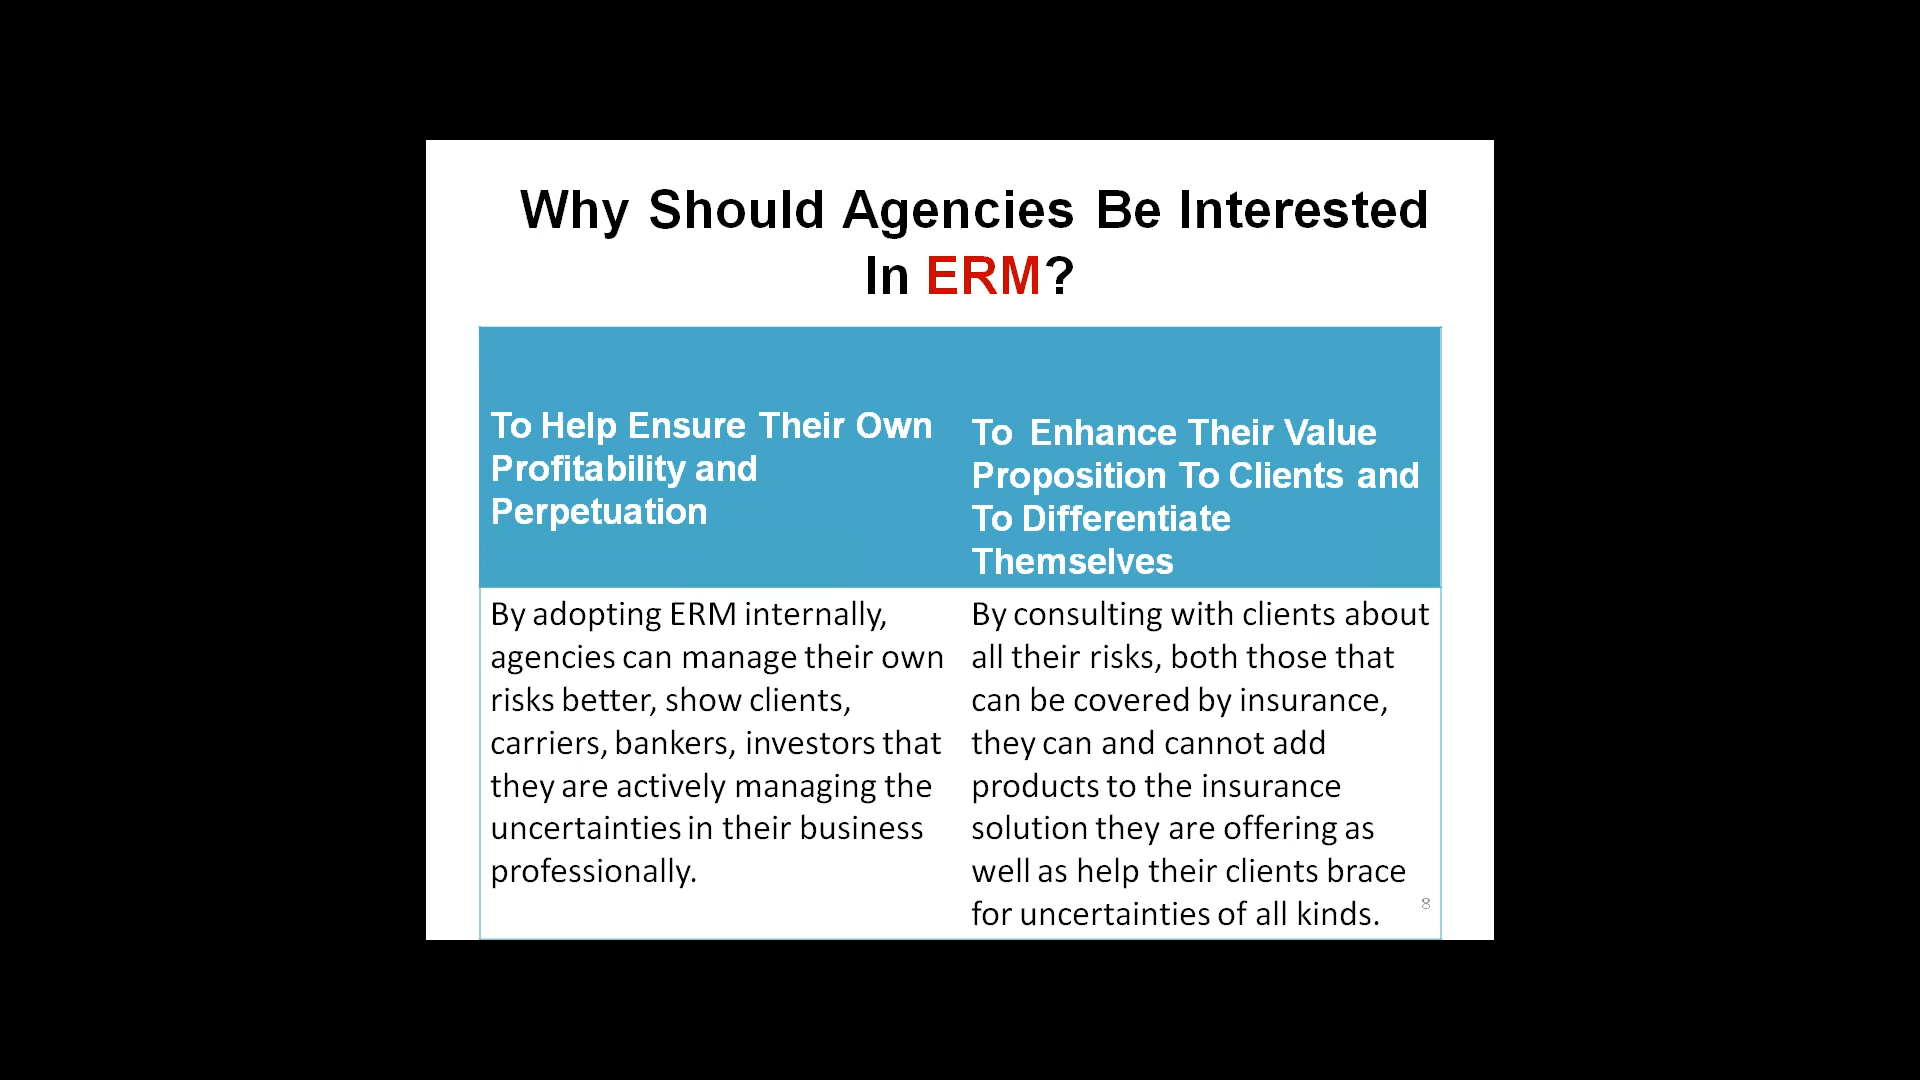 Why Should Agencies Be Interested
In ERM?
To Help Ensure Their Own
Profitability and
Perpetuation
To Enhance Their Value
Proposition To Clients and
To Differentiate
Themselves
By adopting ERM internally,
agencies can manage their own
risks better, show clients,
carriers, bankers, investors that
they are actively managing the
uncertainties in their business
professionally.
By consulting with clients about
all their risks, both those that
can be covered by insurance,
they can and cannot add
products to the insurance
solution they are offering as
well as help their clients brace
for uncertainties of all kinds.
8